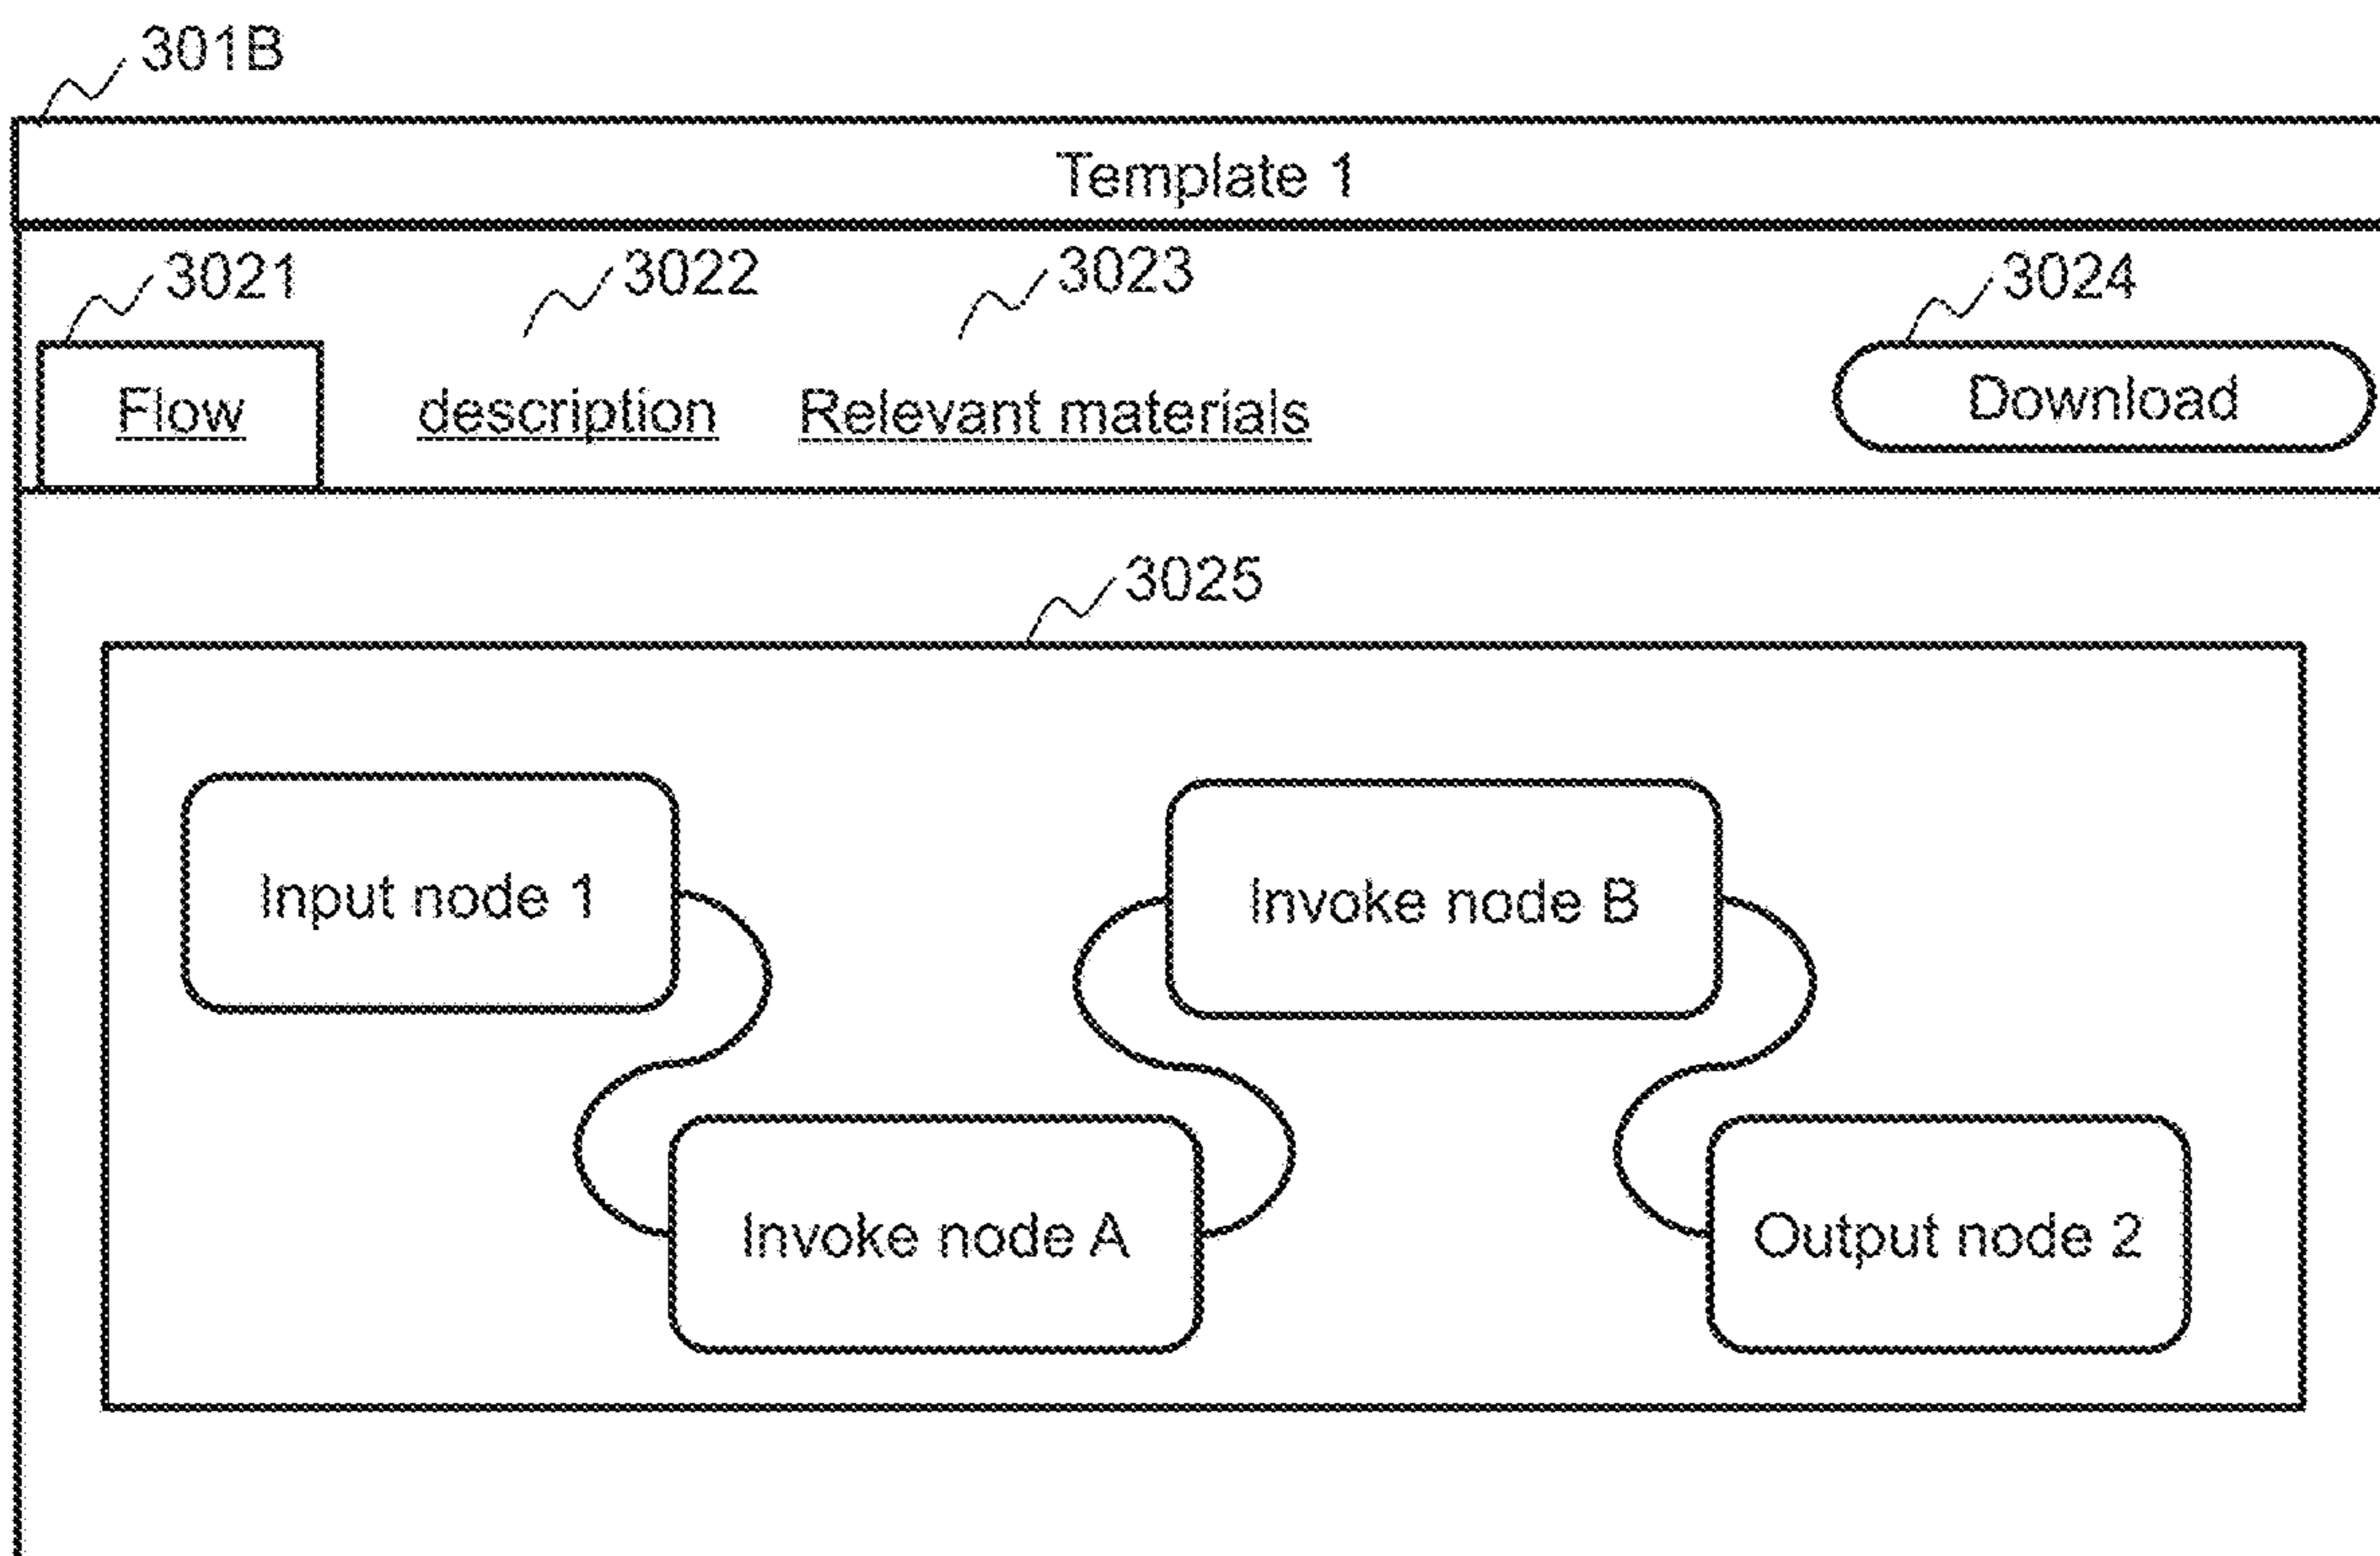 301B
Template 1
3021
3022
3023
3024
Flow
description
Relevant materials
Download
3025
Input node 1
Invoke node B
Invoke node A
Output node 2